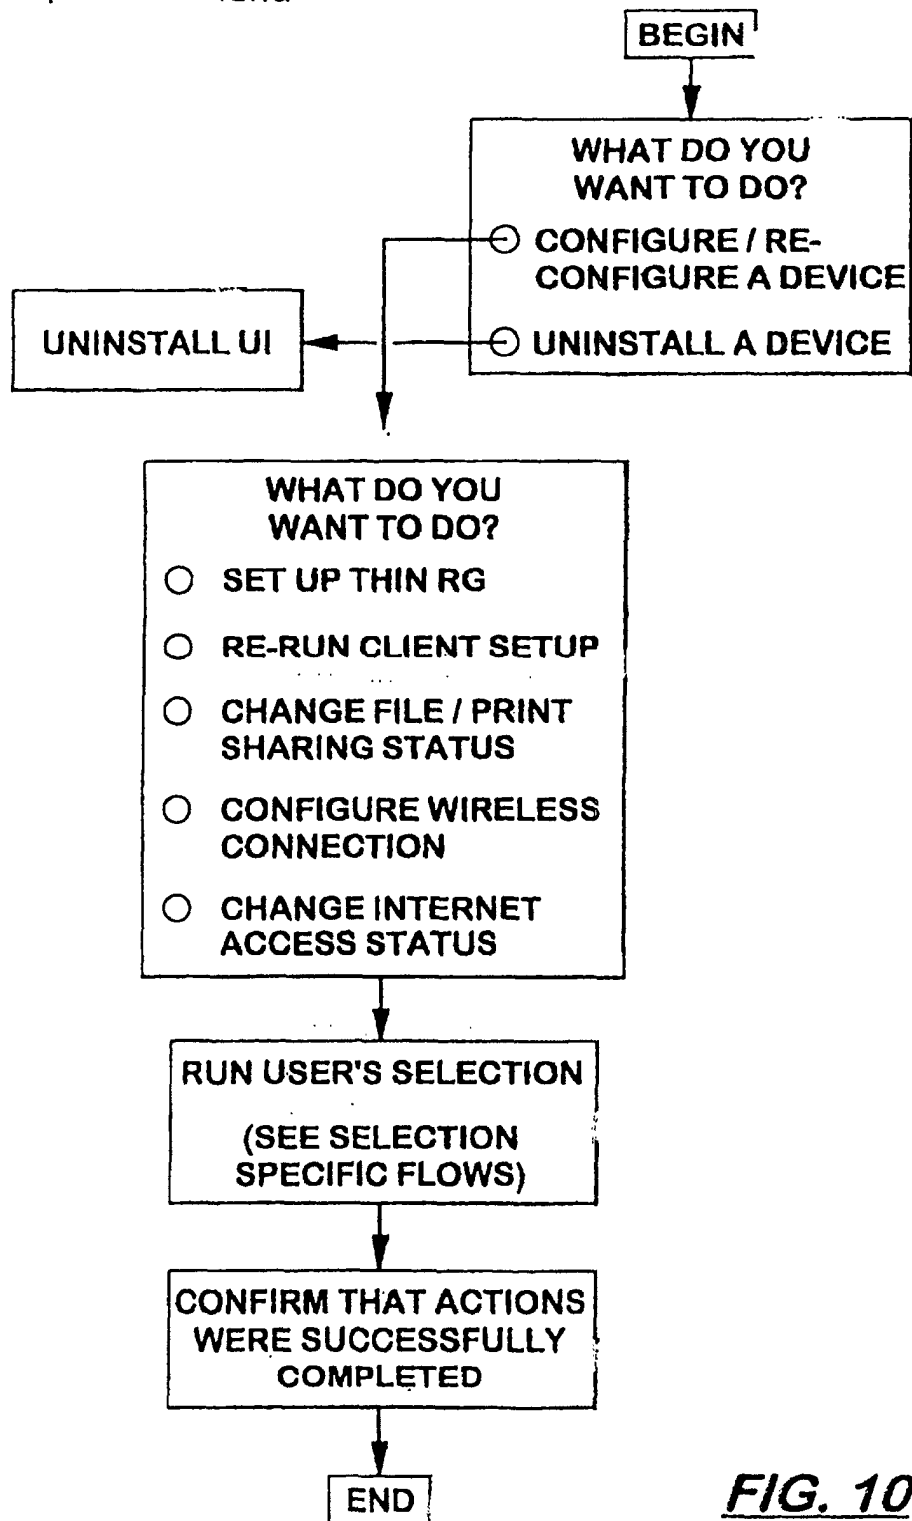 BEGIN
WHAT DO YOU
WANT TO DO?
CONFIGURE / RE-
CONFIGURE A DEVICE
UNINSTALL A DEVICE
UNINSTALL UI
WHAT DO YOU
WANT TO DO?
SET UP THIN RG
RE-RUN CLIENT SETUP
CHANGE FILE / PRINT
SHARING STATUS
CONFIGURE WIRELESS
CONNECTION
CHANGE INTERNET
ACCESS STATUS
RUN USER'S SELECTION
(SEE SELECTION
SPECIFIC FLOWS)
CONFIRM THAT ACTIONS
WERE SUCCESSFULLY
COMPLETED
END
FIG. 10